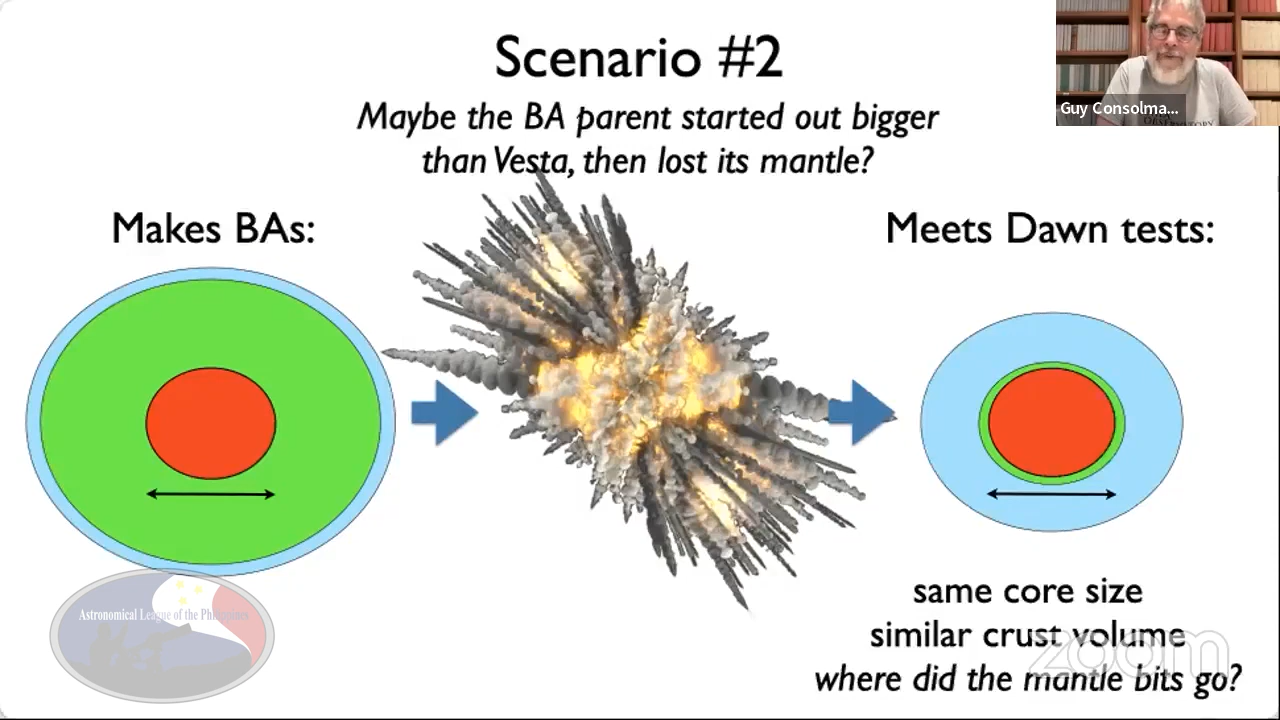 Scenario #2
Maybe the BA parent started out bigger
than Vesta, then lost its mantle?
Guy Consolma...
Makes BAs:
Meets Dawn tests:
same core size
similar crust volume
where did the mantle bits go?
Astronomical League of the Philippines
zoom